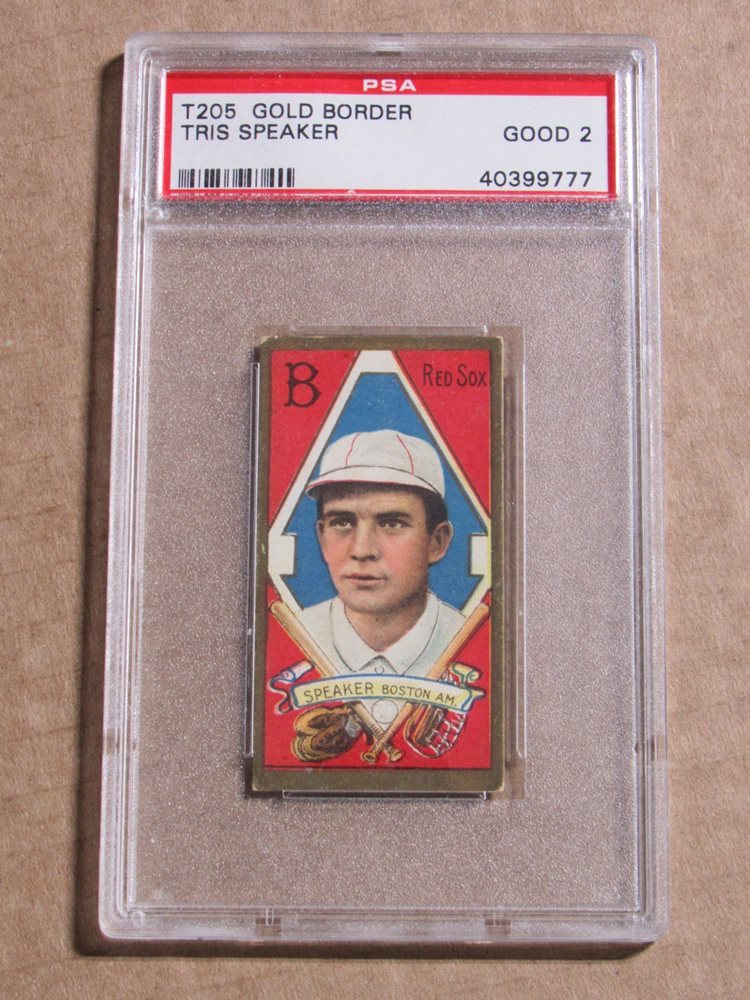 PSA
T205 GOLD BORDER
TRIS SPEAKER GOOD 2
40399777
B RED SOX
SPEAKER BOSTON AM.